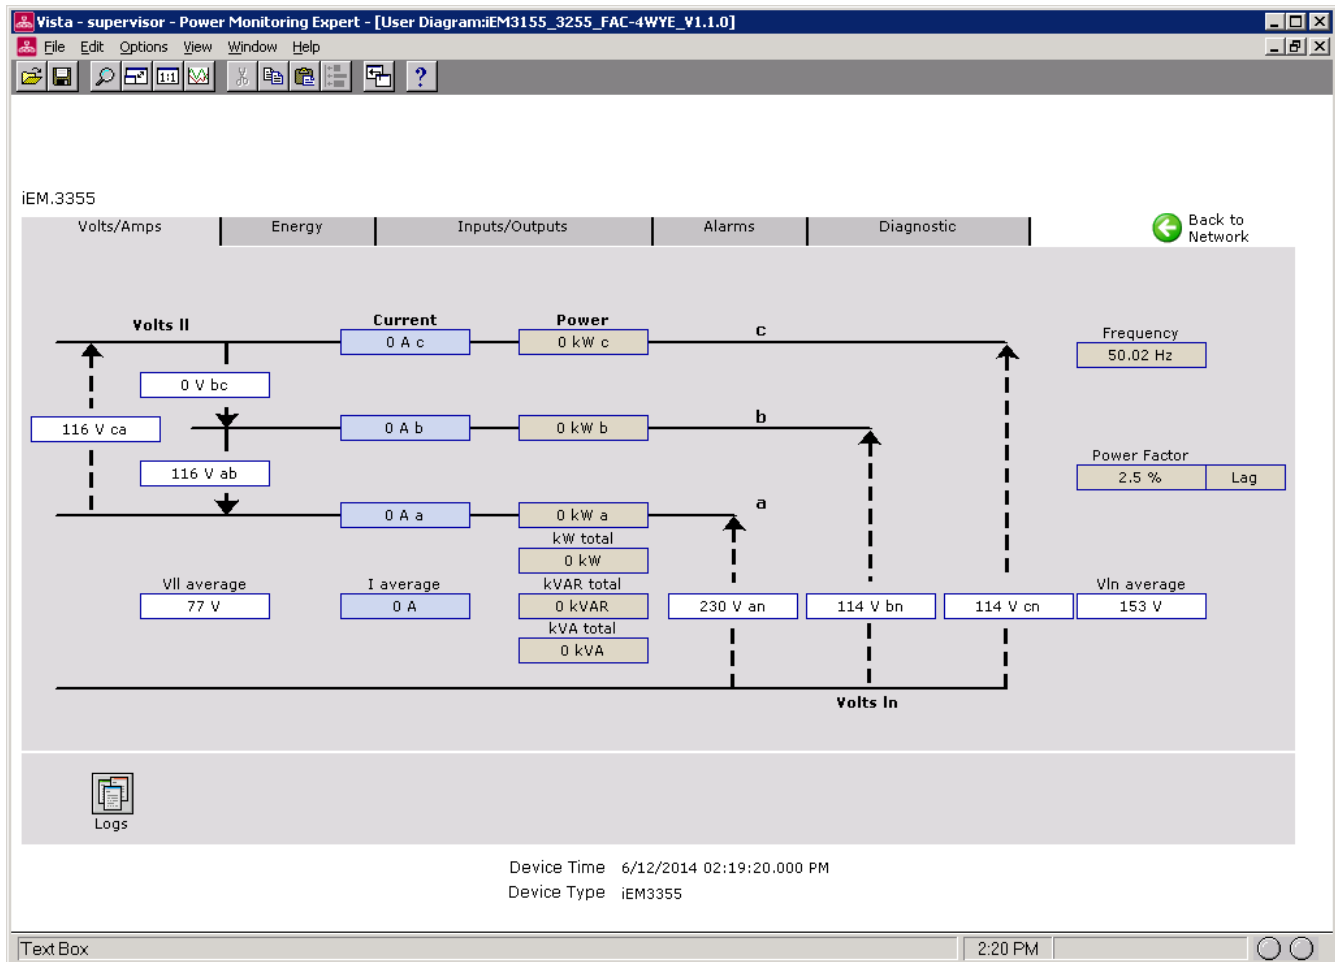 Vista - supervisor - Power Monitoring Expert - [User Diagram:iEM3155_3255_FAC-4WYE_V1.1.0]
File Edit Options View Window Help
1:1 ?
iEM.3355
Volts/Amps Energy Inputs/Outputs Alarms Diagnostic
Back to
Network
Volts ll Current Power
0 A c 0 kW c c
Frequency
50.02 Hz
0 V bc
116 V ca 0 A b 0 kW b b
116 V ab
Power Factor
2.5 % Lag
0 A a 0 kW a a
kW total
0 kW
Vll average I average kVAR total Vln average
77 V 0 A 0 kVAR 230 V an 114 V bn 114 V cn 153 V
kVA total
0 kVA
Volts ln
Logs
Device Time 6/12/2014 02:19:20.000 PM
Device Type iEM3355
Text Box 2:20 PM